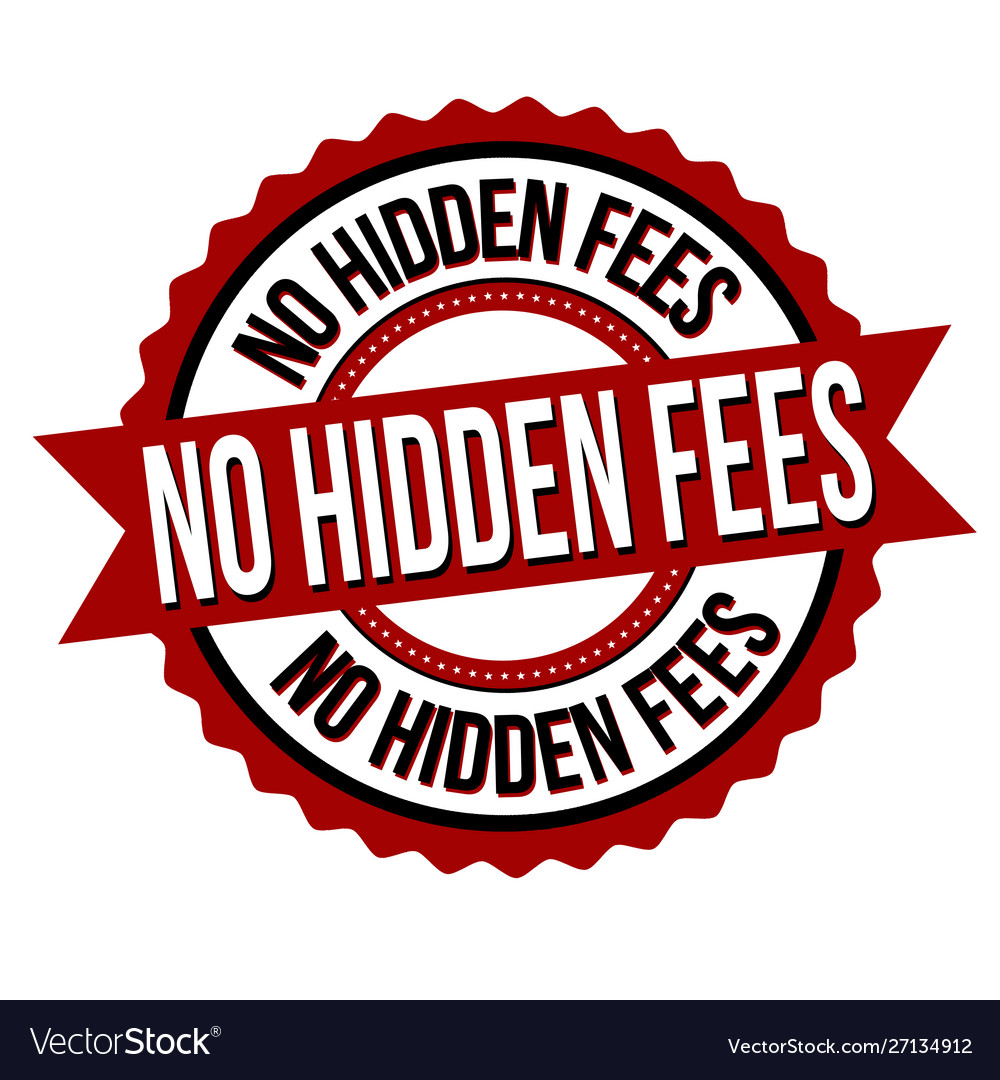 NO HIDDEN FEES
NO HIDDEN FEES
NO HIDDEN FEES
VectorStock®
VectorStock.com/27134912